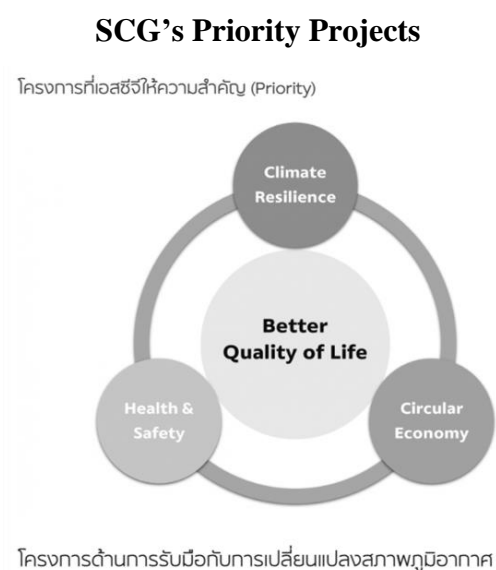 SCG’s Priority Projects
โครงการที่เอสซีจีให้ความสำคัญ (Priority)
Climate
Resilience
Better
Quality of Life
Health &
Safety
Circular
Economy
โครงการด้านการรับมือกับการเปลี่ยนแปลงสภาพภูมิอากาศ